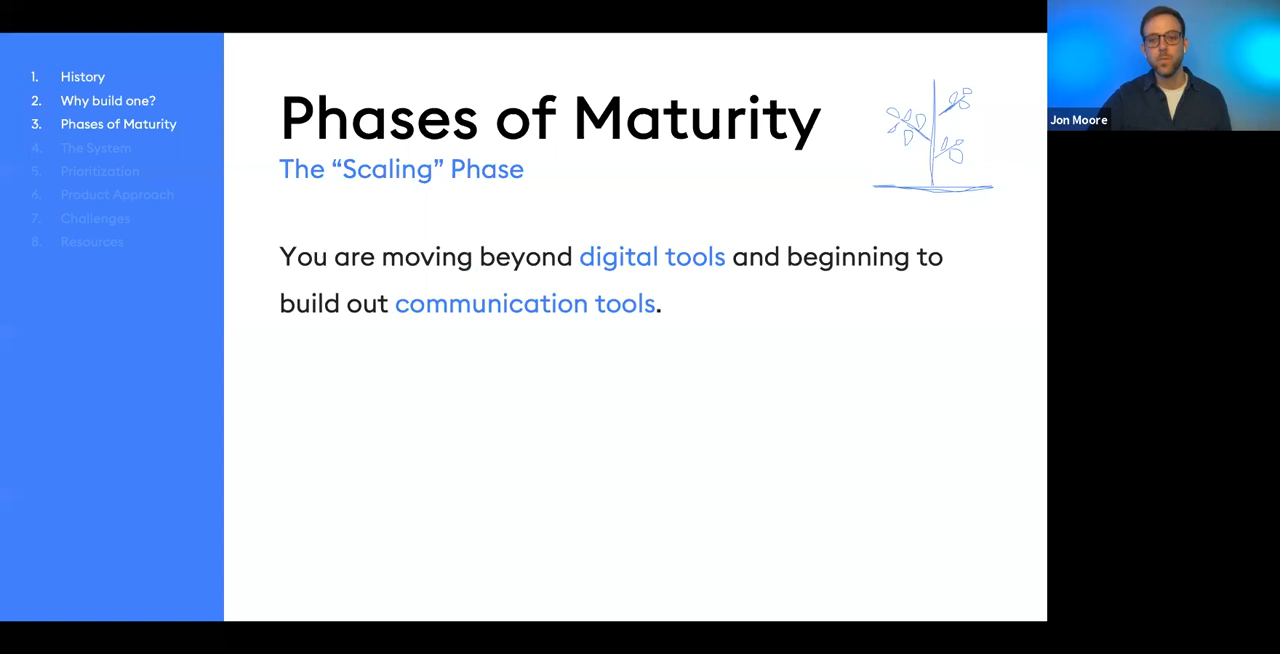 1. History
2. Why build one?
3. Phases of Maturity
4. The System
5. Prioritization
6. Product Approach
7. Challenges
8. Resources
Phases of Maturity
The “Scaling” Phase
You are moving beyond digital tools and beginning to
build out communication tools.
Jon Moore